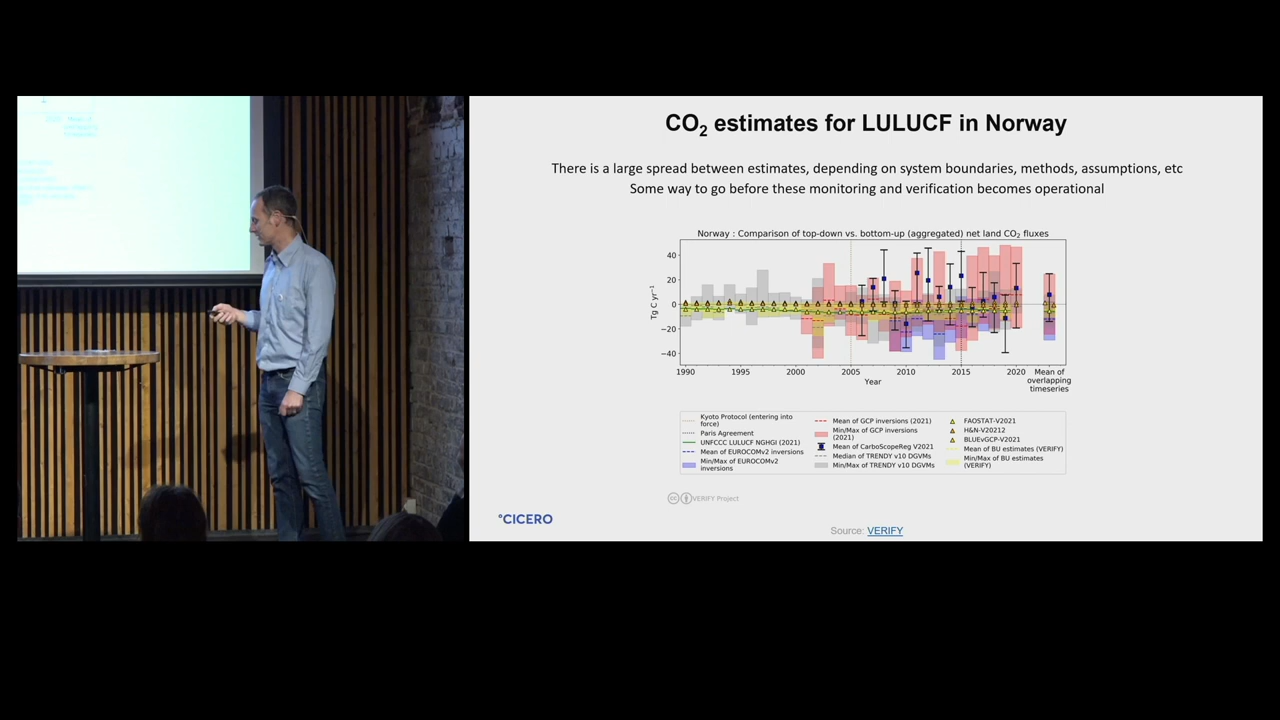 CO2 estimates for LULUCF in Norway
There is a large spread between estimates, depending on system boundaries, methods, assumptions, etc
Some way to go before these monitoring and verification becomes operational
Norway : Comparison of top-down vs. bottom-up (aggregated) net land CO2 fluxes
Tg C yr−1
40
20
0
−20
−40
1990
1995
2000
2005
2010
2015
2020
Mean of
overlapping
timeseries
Year
Kyoto Protocol (entering into
force)
Paris Agreement
UNFCCC LULUCF NGHGI (2021)
Mean of EUROCOMv2 inversions
Min/Max of EUROCOMv2
inversions
Mean of GCP inversions (2021)
Min/Max of GCP inversions
(2021)
Mean of CarboScopeReg V2021
Median of TRENDY v10 DGVMs
Min/Max of TRENDY v10 DGVMs
FAOSTAT-V2021
H&N-V20212
BLUEvGCP-V2021
Mean of BU estimates (VERIFY)
Min/Max of BU estimates
(VERIFY)
cc VERIFY Project
°CICERO
Source: VERIFY